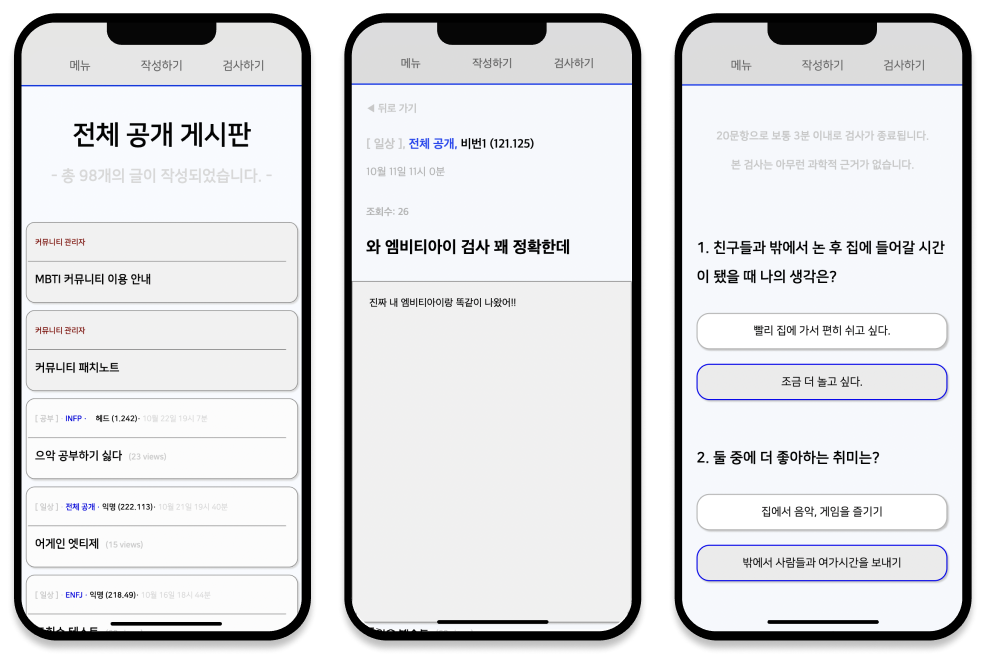 메뉴 작성하기 검사하기
전체 공개 게시판
- 총 98개의 글이 작성되었습니다. -
커뮤니티 관리자
MBTI 커뮤니티 이용 안내
커뮤니티 관리자
커뮤니티 패치노트
[ 공부 ] · INFP · 헤드 (1.242) · 10월 22일 19시 7분
으악 공부하기 싫다 (23 views)
[ 일상 ] · 전체 공개 · 익명 (222.113) · 10월 21일 19시 40분
어게인 엣티제 (15 views)
[ 일상 ] · ENFJ · 익명 (218.49) · 10월 16일 18시 44분
메뉴 작성하기 검사하기
◀ 뒤로 가기
[ 일상 ], 전체 공개, 비번1 (121.125)
10월 11일 11시 0분
조회수: 26
와 엠비티아이 검사 꽤 정확한데
진짜 내 엠비티아이랑 똑같이 나왔어!!
메뉴 작성하기 검사하기
20문항으로 보통 3분 이내로 검사가 종료됩니다.
본 검사는 아무런 과학적 근거가 없습니다.
1. 친구들과 밖에서 논 후 집에 들어갈 시간
이 됐을 때 나의 생각은?
빨리 집에 가서 편히 쉬고 싶다.
조금 더 놀고 싶다.
2. 둘 중에 더 좋아하는 취미는?
집에서 음악, 게임을 즐기기
밖에서 사람들과 여가시간을 보내기